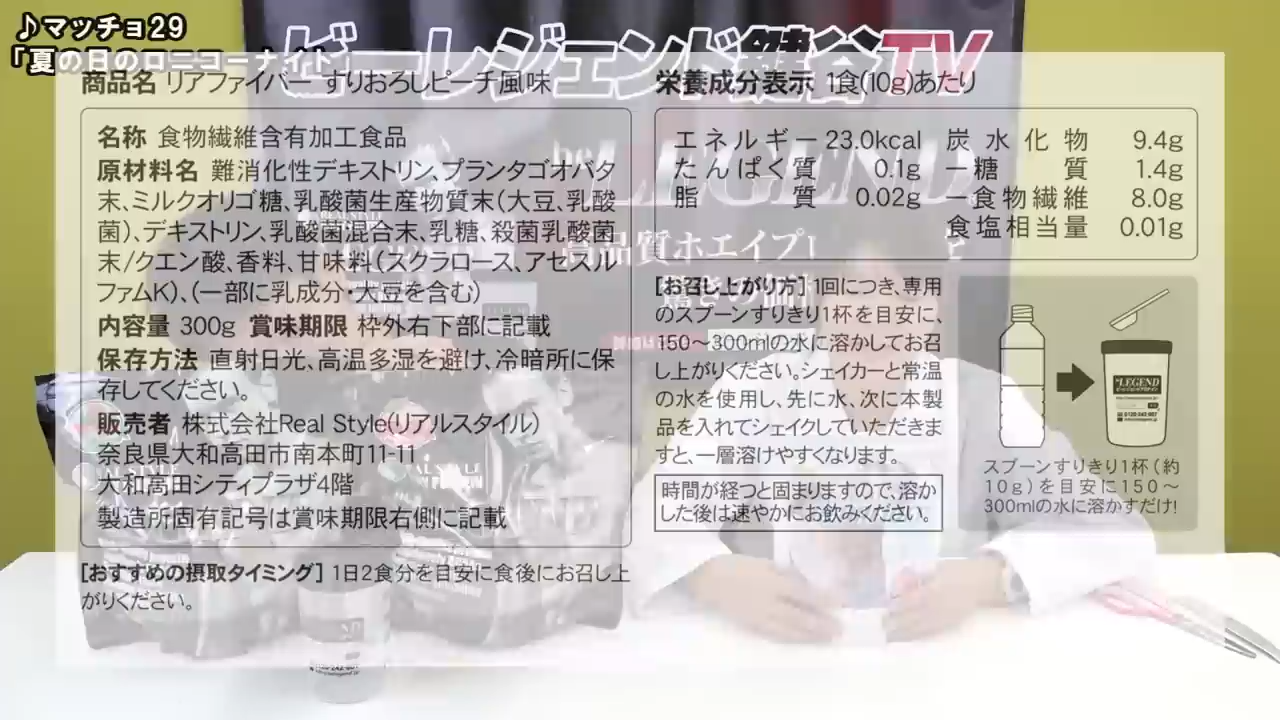 ♪マッチョ29
「夏の日のロニコーナイト
ビーレジェンド鍵谷TV
商品名 リアファイバー すりおろしピーチ風味
名称 食物繊維含有加工食品
原材料名 難消化性デキストリン、プランタゴオバタ
末、ミルクオリゴ糖、乳酸菌生産物質末(大豆、乳酸
菌)、デキストリン、乳酸菌混合末、乳糖、殺菌乳酸菌
末/クエン酸、香料、甘味料(スクラロース、アセスル
ファムK)、(一部に乳成分・大豆を含む)
内容量 300g 賞味期限 枠外右下部に記載
保存方法 直射日光、高温多湿を避け、冷暗所に保
存してください。
販売者 株式会社Real Style(リアルスタイル)
奈良県大和高田市南本町11-11
大和高田シティプラザ4階
製造所固有記号は賞味期限右側に記載
[おすすめの摂取タイミング] 1日2食分を目安に食後にお召し上
がりください。
栄養成分表示 1食(10g)あたり
エネルギー 23.0kcal 炭水化物 9.4g
たんぱく質 0.1g ー糖質 1.4g
脂質 0.02g ー食物繊維 8.0g
食塩相当量 0.01g
LEGEND
高品質ホエイプ
[お召し上がり方] 1回につき、専用
のスプーンすりきり1杯を目安に、
150〜300mlの水に溶かしてお召
し上がりください。シェイカーと常温
の水を使用し、先に水、次に本製
品を入れてシェイクしていただきま
すと、一層溶けやすくなります。
時間が経つと固まりますので、溶か
した後は速やかにお飲みください。
LEGEND
スプーンすりきり1杯(約
10g)を目安に150〜
300mlの水に溶かすだけ!